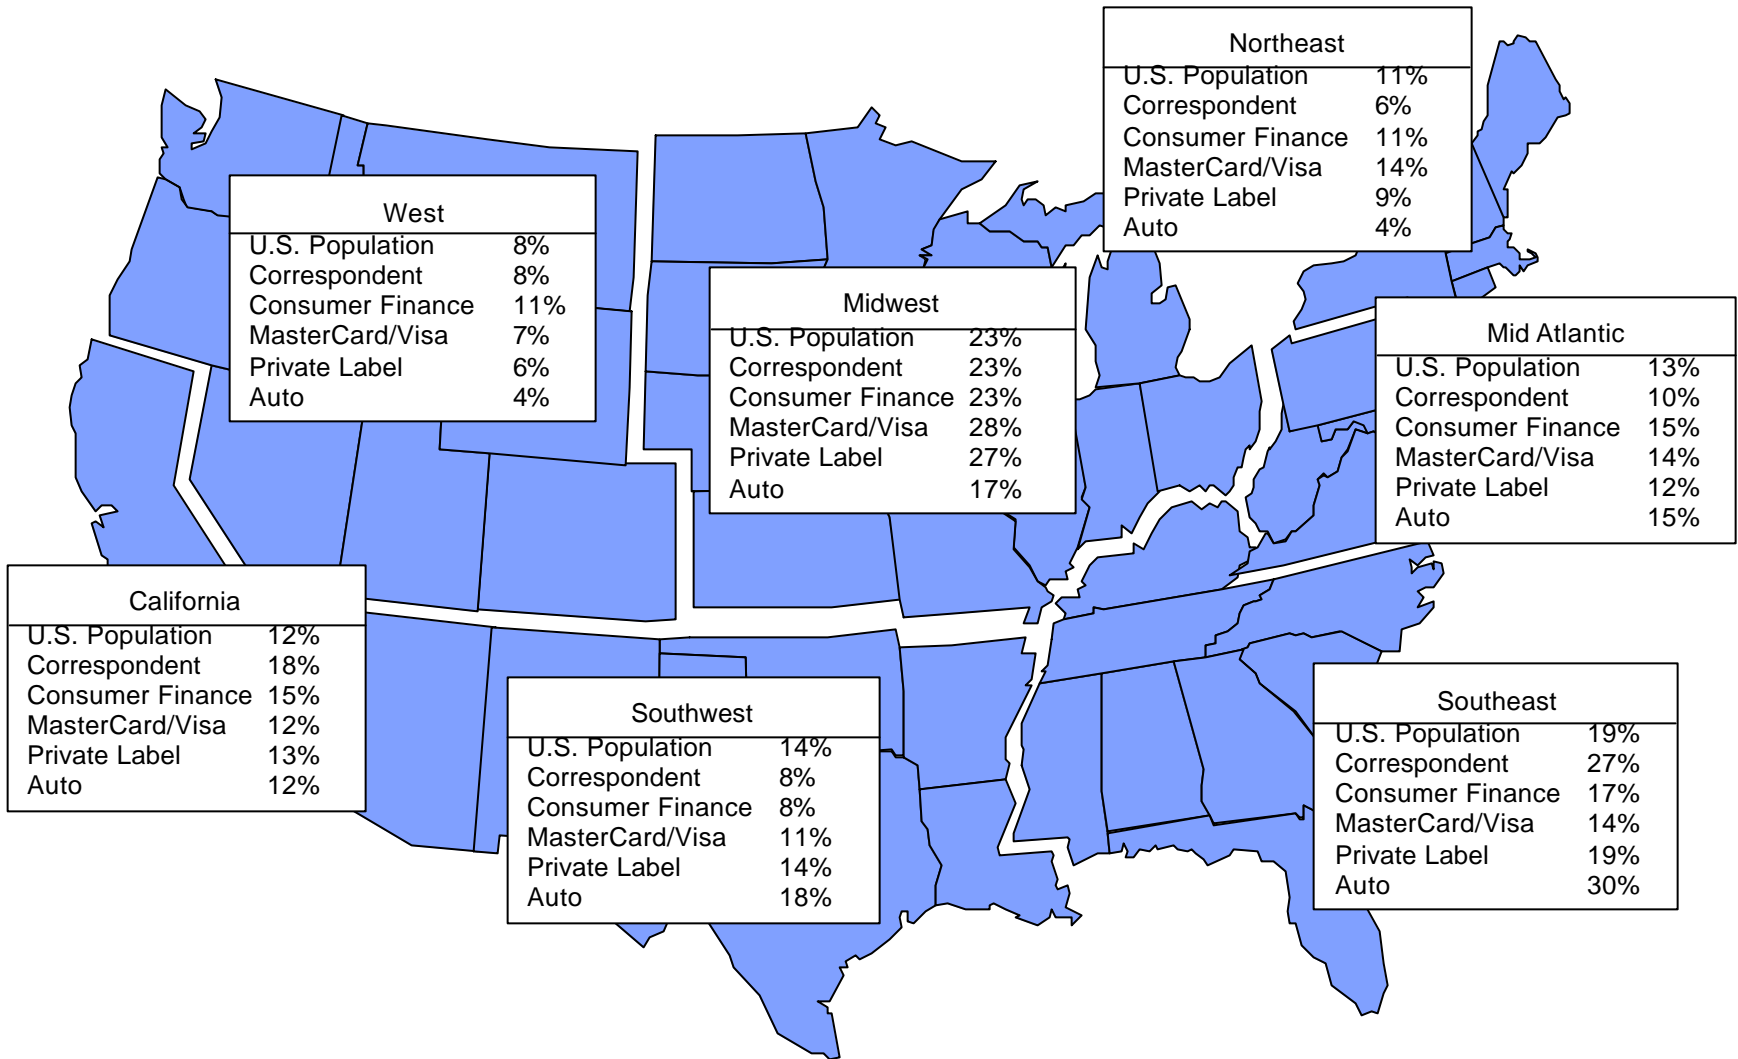 Northeast
U.S. Population 11%
Correspondent 6%
Consumer Finance 11%
MasterCard/Visa 14%
Private Label 9%
Auto 4%
West
U.S. Population 8%
Correspondent 8%
Consumer Finance 11%
MasterCard/Visa 7%
Private Label 6%
Auto 4%
Midwest
U.S. Population 23%
Correspondent 23%
Consumer Finance 23%
MasterCard/Visa 28%
Private Label 27%
Auto 17%
Mid Atlantic
U.S. Population 13%
Correspondent 10%
Consumer Finance 15%
MasterCard/Visa 14%
Private Label 12%
Auto 15%
California
U.S. Population 12%
Correspondent 18%
Consumer Finance 15%
MasterCard/Visa 12%
Private Label 13%
Auto 12%
Southwest
U.S. Population 14%
Correspondent 8%
Consumer Finance 8%
MasterCard/Visa 11%
Private Label 14%
Auto 18%
Southeast
U.S. Population 19%
Correspondent 27%
Consumer Finance 17%
MasterCard/Visa 14%
Private Label 19%
Auto 30%